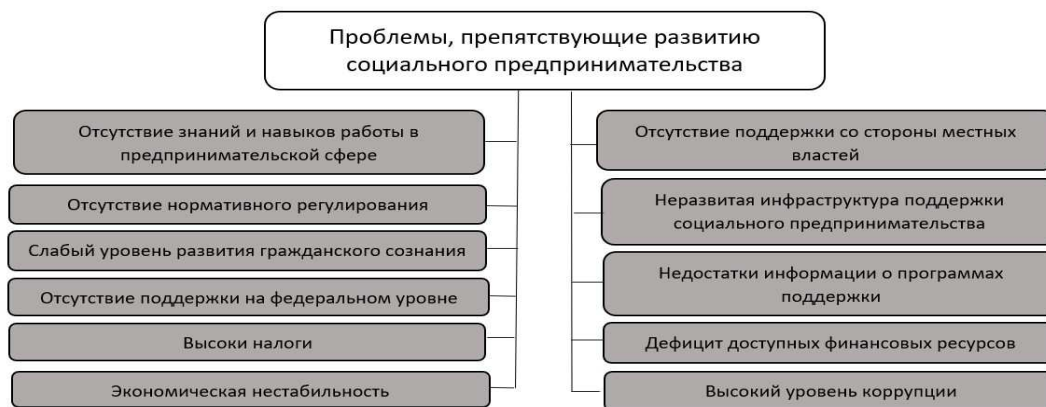 Проблемы, препятствующие развитию
социального предпринимательства
Отсутствие знаний и навыков работы в
предпринимательской сфере
Отсутствие нормативного регулирования
Слабый уровень развития гражданского сознания
Отсутствие поддержки на федеральном уровне
Высоки налоги
Экономическая нестабильность
Отсутствие поддержки со стороны местных
властей
Неразвитая инфраструктура поддержки
социального предпринимательства
Недостатки информации о программах
поддержки
Дефицит доступных финансовых ресурсов
Высокий уровень коррупции